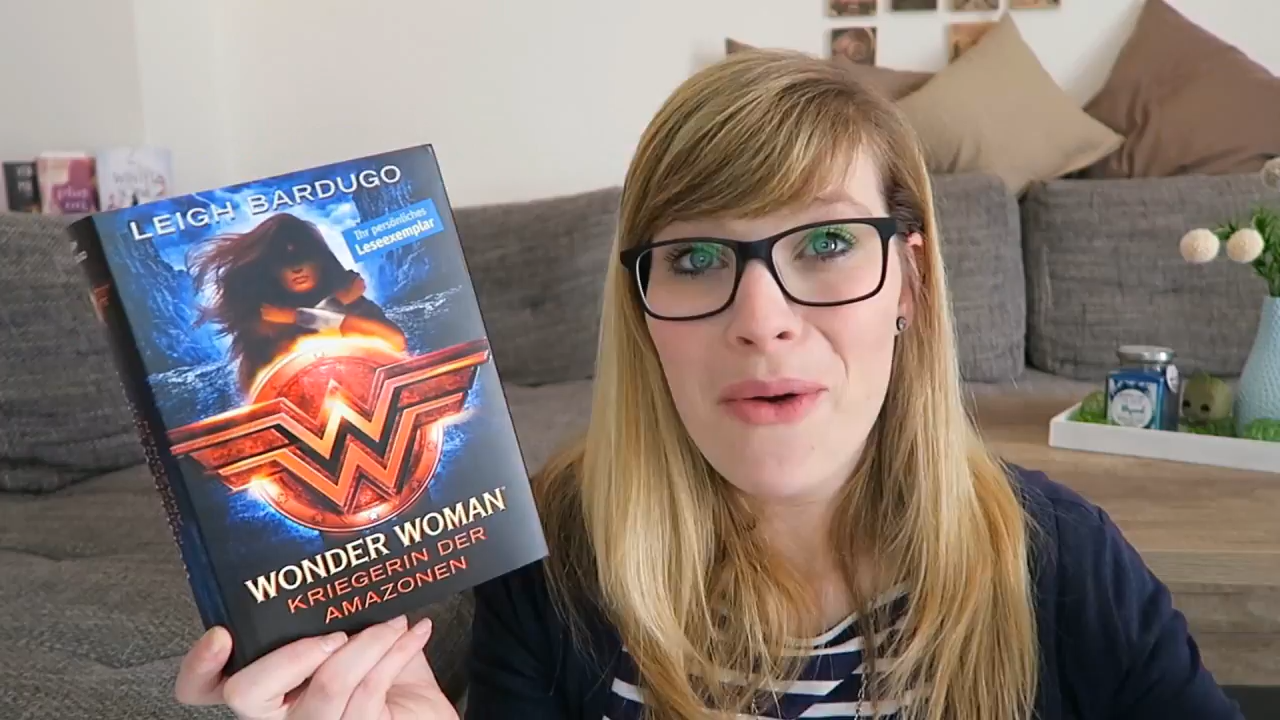 LEIGH BARDUGO
Ihr persönliches
Leseexemplar
WONDER WOMAN
KRIEGERIN DER
AMAZONEN